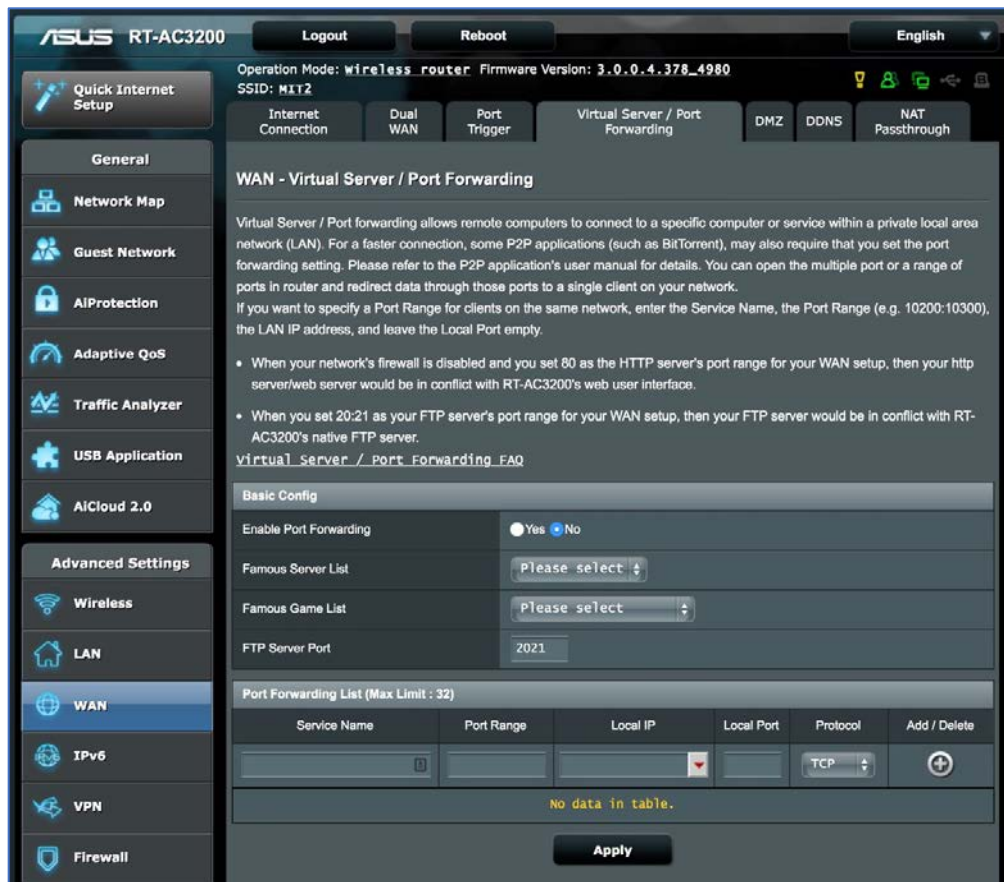 ASUS RT-AC3200
Logout
Reboot
English
Quick Internet
Setup
General
Network Map
Guest Network
AiProtection
Adaptive QoS
Traffic Analyzer
USB Application
AiCloud 2.0
Advanced Settings
Wireless
LAN
WAN
IPv6
VPN
Firewall
Operation Mode: Wireless router Firmware Version: 3.0.0.4.378_4980
SSID: MIT2
Internet
Connection
Dual
WAN
Port
Trigger
Virtual Server / Port
Forwarding
DMZ
DDNS
NAT
Passthrough
WAN - Virtual Server / Port Forwarding
Virtual Server / Port forwarding allows remote computers to connect to a specific computer or service within a private local area
network (LAN). For a faster connection, some P2P applications (such as BitTorrent), may also require that you set the port
forwarding setting. Please refer to the P2P application's user manual for details. You can open the multiple port or a range of
ports in router and redirect data through those ports to a single client on your network.
If you want to specify a Port Range for clients on the same network, enter the Service Name, the Port Range (e.g. 10200:10300),
the LAN IP address, and leave the Local Port empty.
• When your network's firewall is disabled and you set 80 as the HTTP server's port range for your WAN setup, then your http
server/web server would be in conflict with RT-AC3200's web user interface.
• When you set 20:21 as your FTP server's port range for your WAN setup, then your FTP server would be in conflict with RT-
AC3200's native FTP server.
Virtual Server / Port Forwarding FAQ
Basic Config
Enable Port Forwarding Yes No
Famous Server List Please select
Famous Game List Please select
FTP Server Port 2021
Port Forwarding List (Max Limit : 32)
Service Name Port Range Local IP Local Port Protocol Add / Delete
TCP
No data in table.
Apply